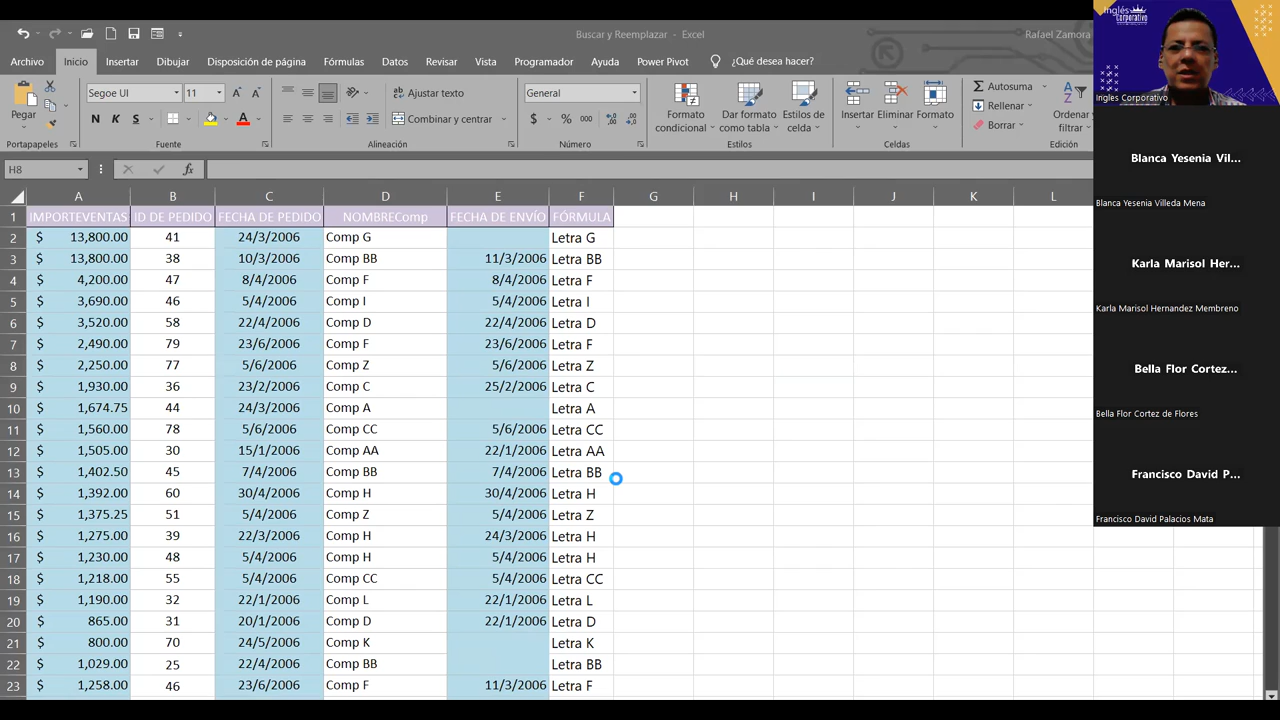 Buscar y Reemplazar - Excel
Rafael Zamora
Archivo Inicio Insertar Dibujar Disposición de página Fórmulas Datos Revisar Vista Programador Ayuda Power Pivot ¿Qué desea hacer?
Pegar
Segoe UI 11
N K S
Ajustar texto
Combinar y centrar
General
$ % 000
Formato condicional
Dar formato como tabla
Estilos de celda
Insertar Eliminar Formato
Autosuma
Rellenar
Borrar
Ordenar y filtrar
Portapapeles Fuente Alineación Número Estilos Celdas Edición
H8 fx
A B C D E F G H I J K L
1 IMPORTEVENTAS ID DE PEDIDO FECHA DE PEDIDO NOMBREComp FECHA DE ENVÍO FÓRMULA
2 $ 13,800.00 41 24/3/2006 Comp G Letra G
3 $ 13,800.00 38 10/3/2006 Comp BB 11/3/2006 Letra BB
4 $ 4,200.00 47 8/4/2006 Comp F 8/4/2006 Letra F
5 $ 3,690.00 46 5/4/2006 Comp I 5/4/2006 Letra I
6 $ 3,520.00 58 22/4/2006 Comp D 22/4/2006 Letra D
7 $ 2,490.00 79 23/6/2006 Comp F 23/6/2006 Letra F
8 $ 2,250.00 77 5/6/2006 Comp Z 5/6/2006 Letra Z
9 $ 1,930.00 36 23/2/2006 Comp C 25/2/2006 Letra C
10 $ 1,674.75 44 24/3/2006 Comp A Letra A
11 $ 1,560.00 78 5/6/2006 Comp CC 5/6/2006 Letra CC
12 $ 1,505.00 30 15/1/2006 Comp AA 22/1/2006 Letra AA
13 $ 1,402.50 45 7/4/2006 Comp BB 7/4/2006 Letra BB
14 $ 1,392.00 60 30/4/2006 Comp H 30/4/2006 Letra H
15 $ 1,375.25 51 5/4/2006 Comp Z 5/4/2006 Letra Z
16 $ 1,275.00 39 22/3/2006 Comp H 24/3/2006 Letra H
17 $ 1,230.00 48 5/4/2006 Comp H 5/4/2006 Letra H
18 $ 1,218.00 55 5/4/2006 Comp CC 5/4/2006 Letra CC
19 $ 1,190.00 32 22/1/2006 Comp L 22/1/2006 Letra L
20 $ 865.00 31 20/1/2006 Comp D 22/1/2006 Letra D
21 $ 800.00 70 24/5/2006 Comp K Letra K
22 $ 1,029.00 25 22/4/2006 Comp BB Letra BB
23 $ 1,258.00 46 23/6/2006 Comp F 11/3/2006 Letra F
Inglés Corporativo
Ingles Corporativo
Blanca Yesenia Vil...
Blanca Yesenia Villeda Mena
Karla Marisol Her...
Karla Marisol Hernandez Membreno
Bella Flor Cortez...
Bella Flor Cortez de Flores
Francisco David P...
Francisco David Palacios Mata